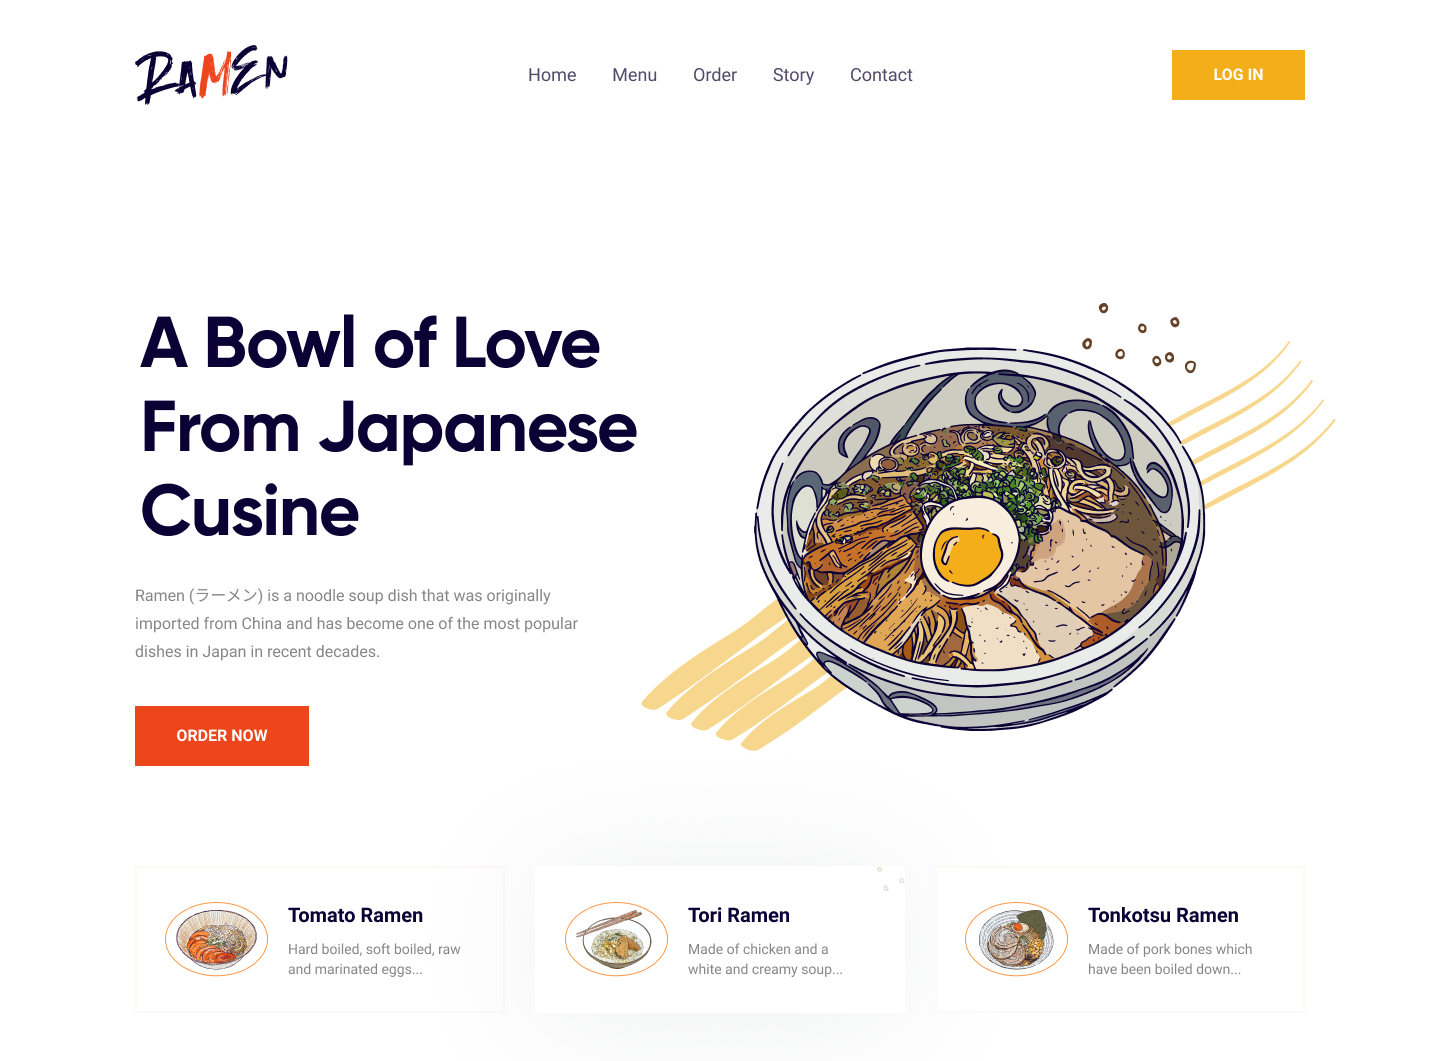 RAMEN
Home Menu Order Story Contact
LOG IN
A Bowl of Love
From Japanese
Cusine
Ramen (ラーメン) is a noodle soup dish that was originally
imported from China and has become one of the most popular
dishes in Japan in recent decades.
ORDER NOW
Tomato Ramen
Hard boiled, soft boiled, raw
and marinated eggs...
Tori Ramen
Made of chicken and a
white and creamy soup...
Tonkotsu Ramen
Made of pork bones which
have been boiled down...